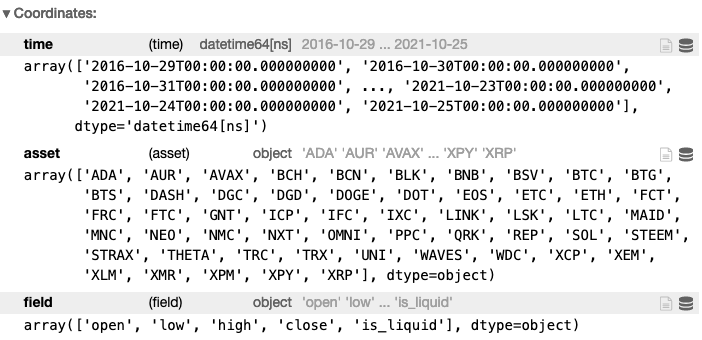 ▾ Coordinates:
time (time) datetime64[ns] 2016-10-29 ... 2021-10-25
array(['2016-10-29T00:00:00.000000000', '2016-10-30T00:00:00.000000000',
'2016-10-31T00:00:00.000000000', ..., '2021-10-23T00:00:00.000000000',
'2021-10-24T00:00:00.000000000', '2021-10-25T00:00:00.000000000'],
dtype='datetime64[ns]')
asset (asset) object 'ADA' 'AUR' 'AVAX' ... 'XPY' 'XRP'
array(['ADA', 'AUR', 'AVAX', 'BCH', 'BCN', 'BLK', 'BNB', 'BSV', 'BTC', 'BTG',
'BTS', 'DASH', 'DGC', 'DGD', 'DOGE', 'DOT', 'EOS', 'ETC', 'ETH', 'FCT',
'FRC', 'FTC', 'GNT', 'ICP', 'IFC', 'IXC', 'LINK', 'LSK', 'LTC', 'MAID',
'MNC', 'NEO', 'NMC', 'NXT', 'OMNI', 'PPC', 'QRK', 'REP', 'SOL', 'STEEM',
'STRAX', 'THETA', 'TRC', 'TRX', 'UNI', 'WAVES', 'WDC', 'XCP', 'XEM',
'XLM', 'XMR', 'XPM', 'XPY', 'XRP'], dtype=object)
field (field) object 'open' 'low' ... 'is_liquid'
array(['open', 'low', 'high', 'close', 'is_liquid'], dtype=object)